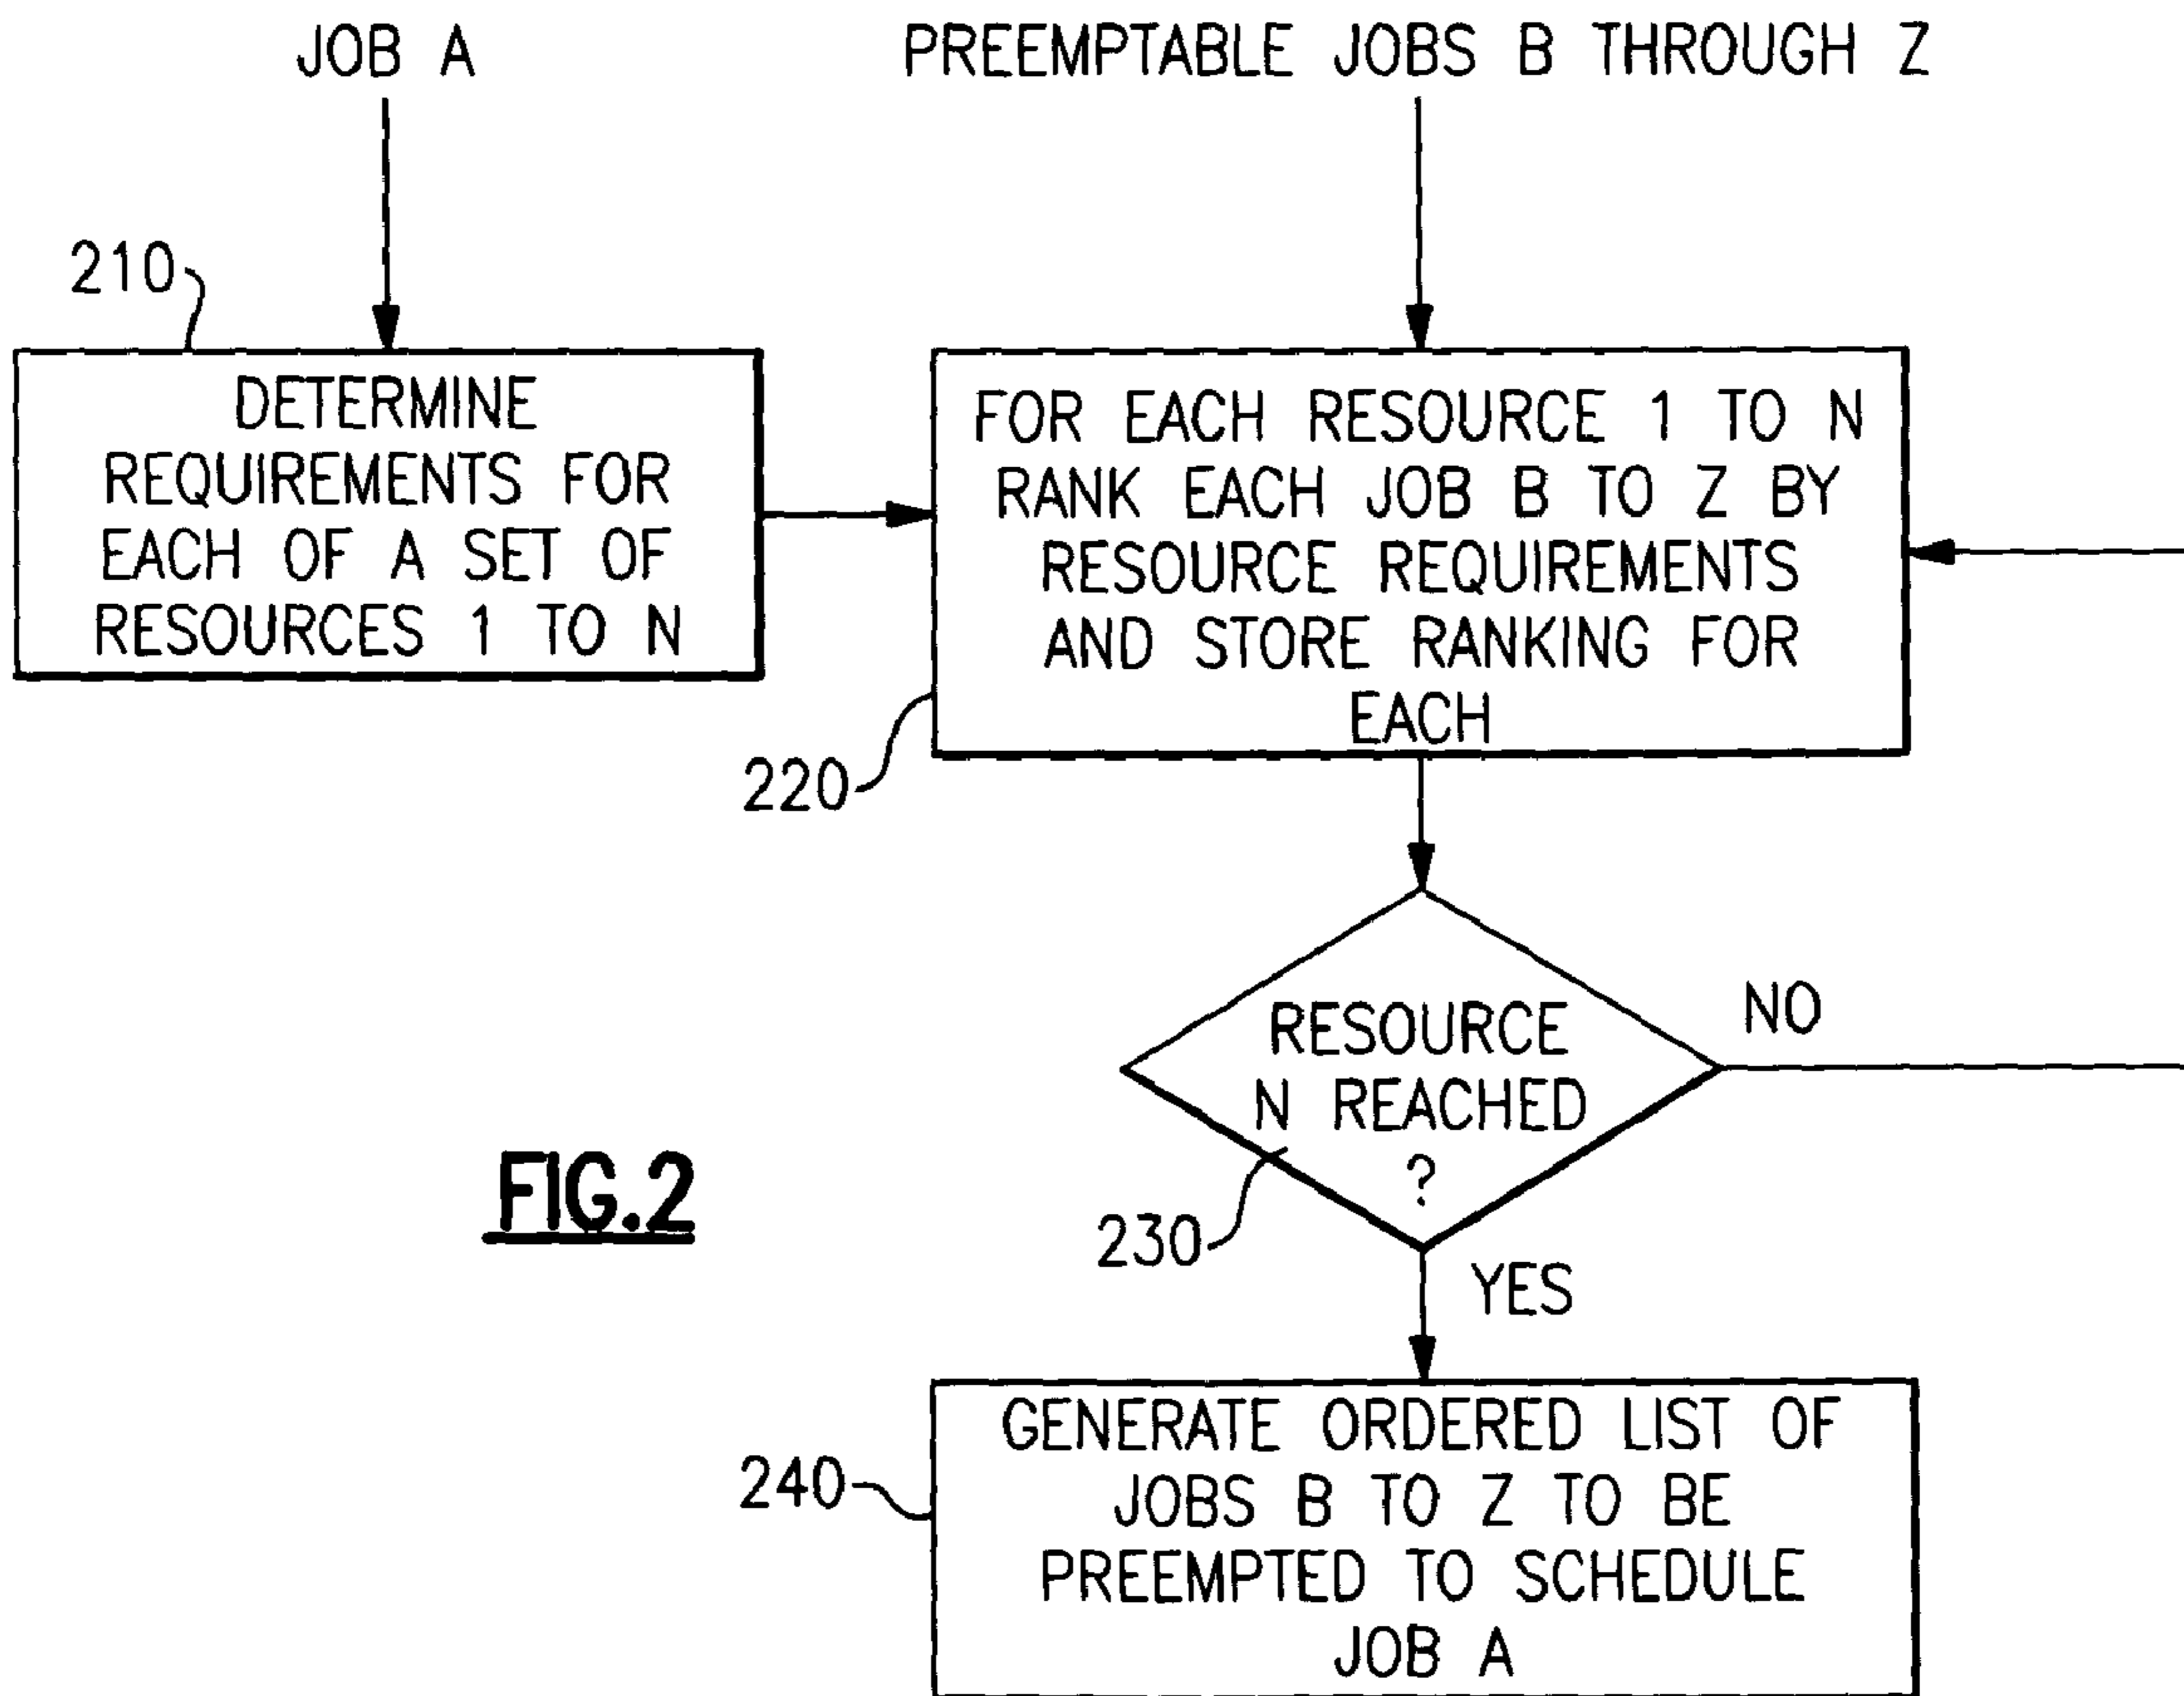 JOB A
PREEMPTABLE JOBS B THROUGH Z
210
DETERMINE
REQUIREMENTS FOR
EACH OF A SET OF
RESOURCES 1 TO N
FOR EACH RESOURCE 1 TO N
RANK EACH JOB B TO Z BY
RESOURCE REQUIREMENTS
AND STORE RANKING FOR
EACH
220
RESOURCE
N REACHED
?
NO
230
YES
FIG.2
GENERATE ORDERED LIST OF
JOBS B TO Z TO BE
PREEMPTED TO SCHEDULE
JOB A
240